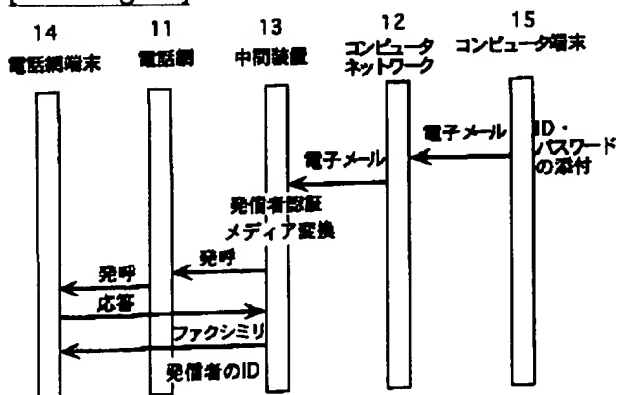 14
電話網端末
11
電話網
13
中間装置
12
コンピュータ
ネットワーク
15
コンピュータ端末
電子メール
ID・
パスワード
の添付
電子メール
発信者認証
メディア変換
発呼
発呼
応答
ファクシミリ
発信者のID